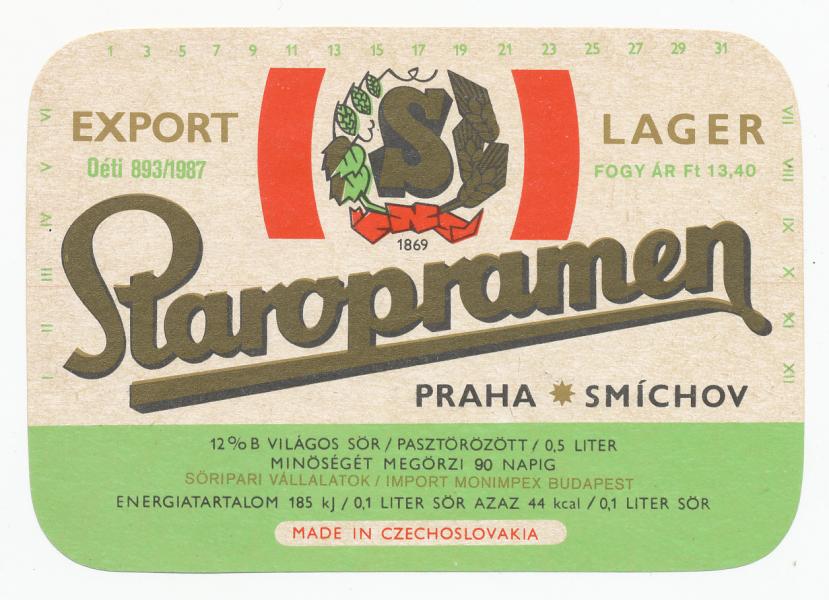 1 3 5 7 9 11 13 15 17 19 21 23 25 27 29 31
I II III IV V VI
VII VIII IX X XI XII
EXPORT
LAGER
Déti 893/1987
FOGY ÁR Ft 13,40
S
1869
Staropramen
PRAHA SMÍCHOV
12%B VILÁGOS SÖR / PASZTÖRÖZÖTT / 0,5 LITER
MINÖSÉGÉT MEGÖRZI 90 NAPIG
SÖRIPARI VÁLLALATOK / IMPORT MONIMPEX BUDAPEST
ENERGIATARTALOM 185 kJ / 0,1 LITER SÖR AZAZ 44 kcal / 0,1 LITER SÖR
MADE IN CZECHOSLOVAKIA